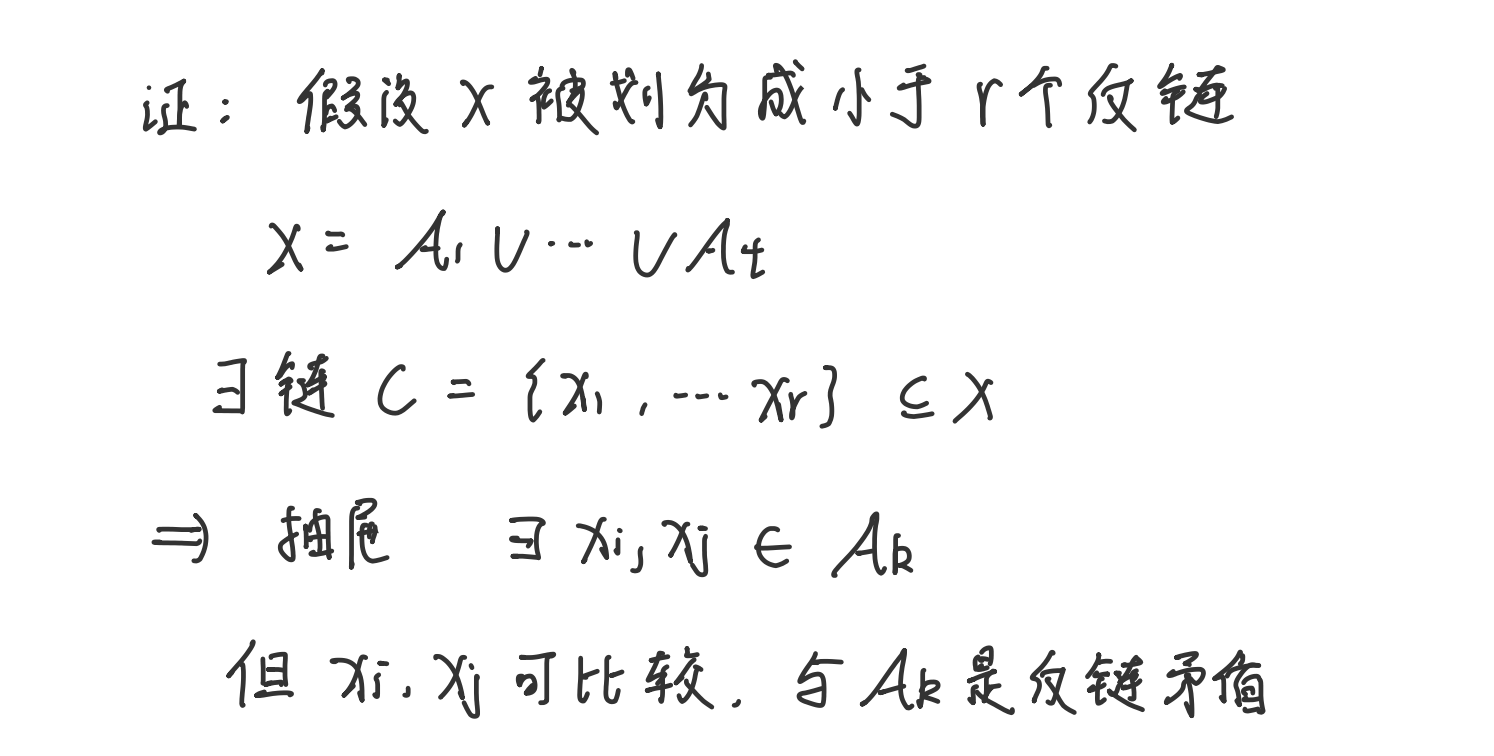 证: 假设 X 被划分成小于 r个反链
X = A₁ ∪ ··· ∪ Aₜ
∃ 链 C = {x₁, ··· xᵣ} ⊆ X
⇒ 抽屉 ∃ xᵢ, xⱼ ∈ Aₖ
但 xᵢ, xⱼ 可比较, 与 Aₖ 是反链矛盾